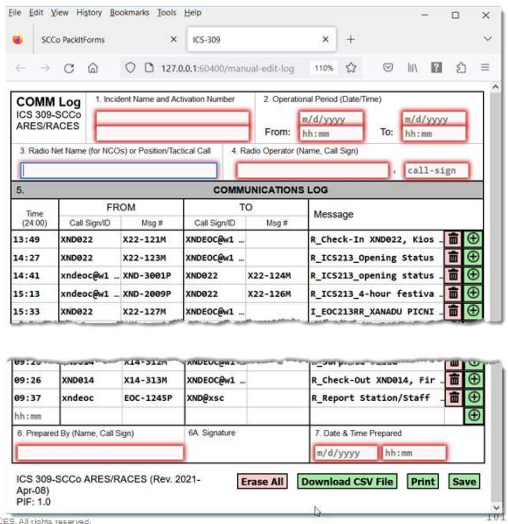 File Edit View History Bookmarks Tools Help
SCCo PackItForms × ICS-309 × +
127.0.0.1:60400/manual-edit-log 110%
COMM Log
ICS 309-SCCo
ARES/RACES
1. Incident Name and Activation Number
2. Operational Period (Date/Time)
From: m/d/yyyy hh:mm To: m/d/yyyy hh:mm
3. Radio Net Name (for NCOs) or Position/Tactical Call
4. Radio Operator (Name, Call Sign)
, call-sign
5. COMMUNICATIONS LOG
Time (24:00) FROM TO Message
Call Sign/ID Msg # Call Sign/ID Msg #
13:49 XND022 X22-121M XNDEOC@w1 … R_Check-In XND022, Kios …
14:27 XND022 X22-123M XNDEOC@w1 … R_ICS213_Opening Status
14:41 xndeoc@w1 … XND-3001P XND022 X22-124M R_ICS213_opening status
15:13 xndeoc@w1 … XND-2009P XND022 X22-126M R_ICS213_4-hour festiva …
15:33 XND022 X22-127M XNDEOC@w1 … I_EOC213RR_XANADU PICNI …
09:26 XND014 X14-313M XNDEOC@w1 … R_Check-Out XND014, Fir …
09:37 xndeoc EOC-1245P XND@xsc R_Report Station/Staff
hh:mm
6. Prepared By (Name, Call Sign) 6A. Signature 7. Date & Time Prepared
m/d/yyyy hh:mm
ICS 309-SCCo ARES/RACES (Rev. 2021-
Apr-08)
PIF: 1.0
Erase All Download CSV File Print Save
CES. All rights reserved. 101